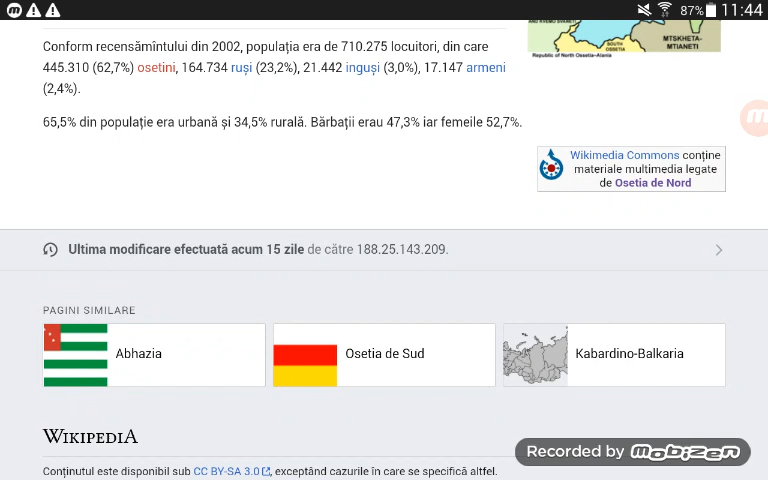 87% 11:44
AND KVEMO SVANETI
SOUTH
OSSETIA
MTSKHETA-
MTIANETI
Republic of North Ossetia–Alania
Conform recensămîntului din 2002, populația era de 710.275 locuitori, din care
445.310 (62,7%) osetini, 164.734 ruși (23,2%), 21.442 inguși (3,0%), 17.147 armeni
(2,4%).
65,5% din populație era urbană și 34,5% rurală. Bărbații erau 47,3% iar femeile 52,7%.
Wikimedia Commons conține
materiale multimedia legate
de Osetia de Nord
Ultima modificare efectuată acum 15 zile de către 188.25.143.209.
PAGINI SIMILARE
Abhazia
Osetia de Sud
Kabardino-Balkaria
WIKIPEDIA
Recorded by Mobizen
Conținutul este disponibil sub CC BY-SA 3.0, exceptând cazurile în care se specifică altfel.